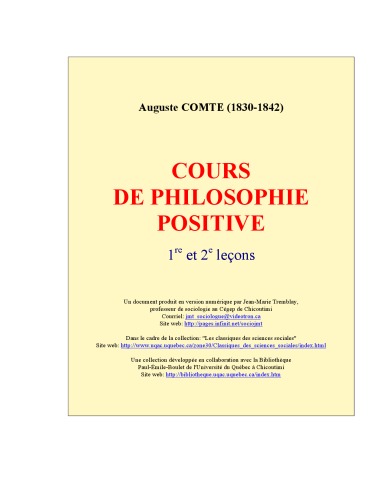 Auguste COMTE (1830-1842)
COURS
DE PHILOSOPHIE
POSITIVE
1re et 2e leçons
Un document produit en version numérique par Jean-Marie Tremblay,
professeur de sociologie au Cégep de Chicoutimi
Courriel: jmt_sociologue@videotron.ca
Site web: http://pages.infinit.net/sociojmt
Dans le cadre de la collection: "Les classiques des sciences sociales"
Site web: http://www.uqac.uquebec.ca/zone30/Classiques_des_sciences_sociales/index.html
Une collection développée en collaboration avec la Bibliothèque
Paul-Émile-Boulet de l'Université du Québec à Chicoutimi
Site web: http://bibliotheque.uqac.uquebec.ca/index.htm